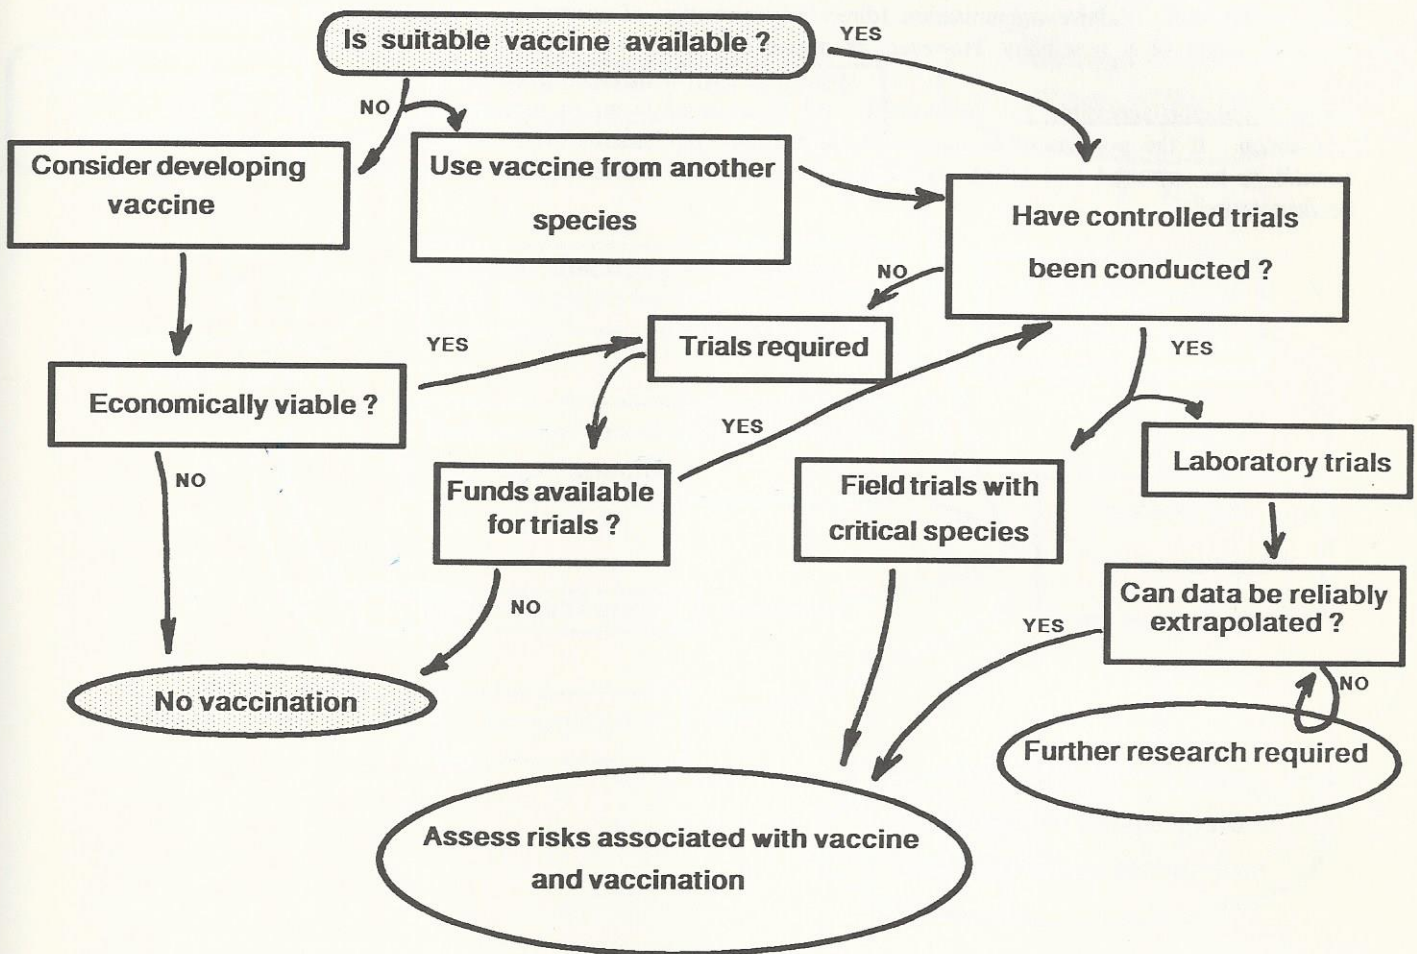 Is suitable vaccine available ?
YES
NO
Consider developing
vaccine
Use vaccine from another
species
Have controlled trials
been conducted ?
NO
Trials required
YES
YES
Economically viable ?
YES
NO
Funds available
for trials ?
NO
Field trials with
critical species
Laboratory trials
Can data be reliably
extrapolated ?
YES
NO
No vaccination
Further research required
Assess risks associated with vaccine
and vaccination